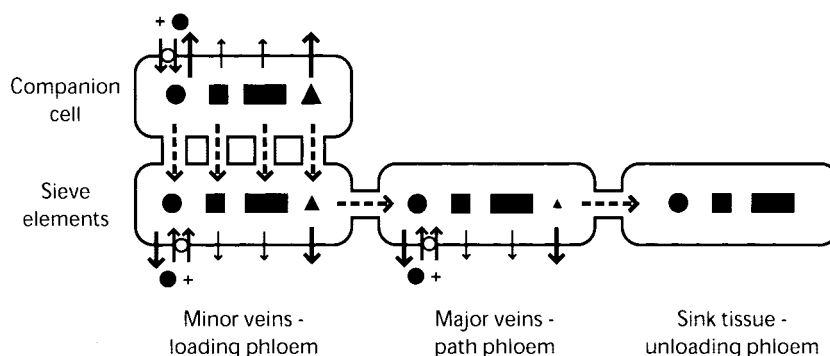 +
Companion
cell
Sieve
elements
+
+
Minor veins -
loading phloem
Major veins -
path phloem
Sink tissue -
unloading phloem